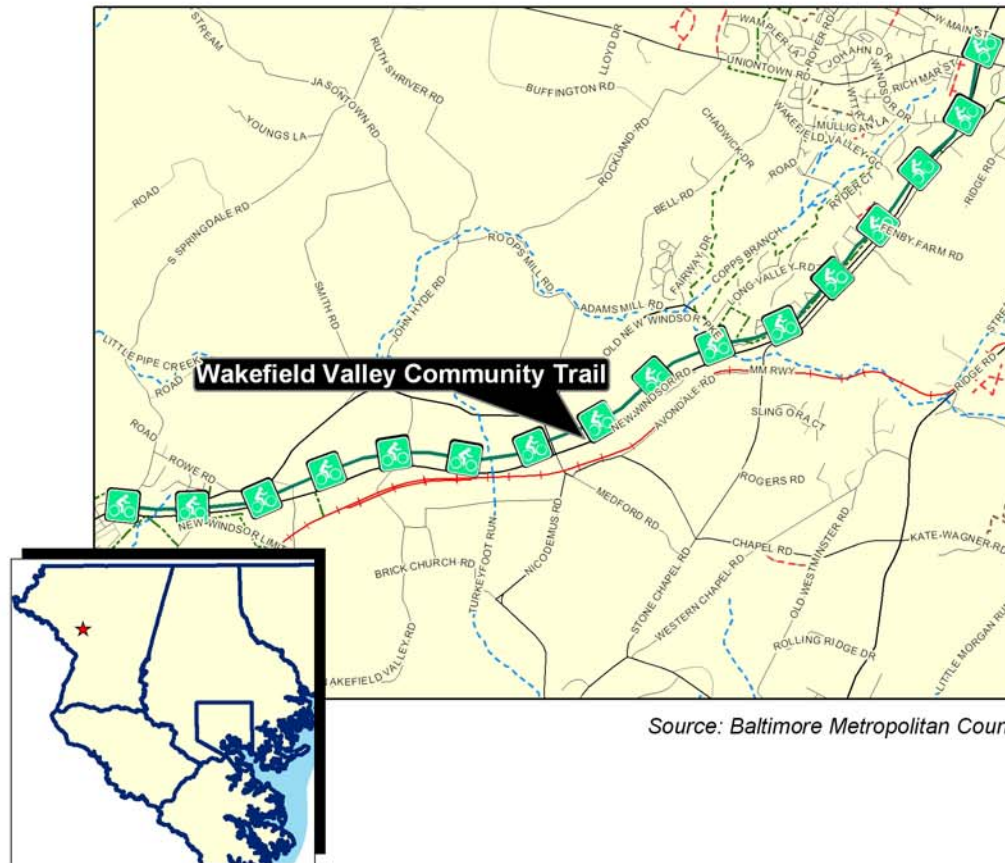 W MAIN ST
WAMPLER LA
ROYER RD
JOHAHN DR
LLOYD DR
UNIONTOWN RD
RICH MAR ST
WINDSOR DR
STREAM
RUTH SHRIVER RD
BUFFINGTON RD
JASONTOWN RD
MULLIGAN LA
WAKEFIELD VALLEY GC
CHADWICK DR
YOUNGS LA
ROCKLAND RD
ROAD
RYDER CT
RIDGE RD
ROAD
BELL RD
S SPRINGDALE RD
COPPS BRANCH
FENBY FARM RD
ROOPS MILL RD
FAIRWAY DR
LONG VALLEY RD
SMITH RD
JOHN HYDE RD
ADAMS MILL RD
OLD NEW WINDSOR PKE
LITTLE PIPE CREEK
ROAD
Wakefield Valley Community Trail
MM RWY
RIDGE RD
NEW WINDSOR RD
AVONDALE RD
SLING ORA CT
ROAD
ROWE RD
ROGERS RD
MEDFORD RD
NEW WINDSOR LIMIT
NICODEMUS RD
CHAPEL RD
KATE WAGNER RD
BRICK CHURCH RD
TURKEYFOOT RUN
STONE CHAPEL RD
WESTERN CHAPEL RD
OLD WESTMINSTER RD
ROLLING RIDGE DR
LITTLE MORGAN RU
AKEFIELD VALLEY RD
Source: Baltimore Metropolitan Coun